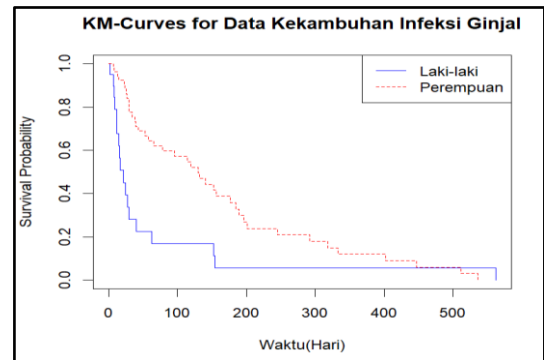 KM-Curves for Data Kekambuhan Infeksi Ginjal
Laki-laki
Perempuan
Survival Probability
1.0
0.8
0.6
0.4
0.2
0.0
0 100 200 300 400 500
Waktu(Hari)